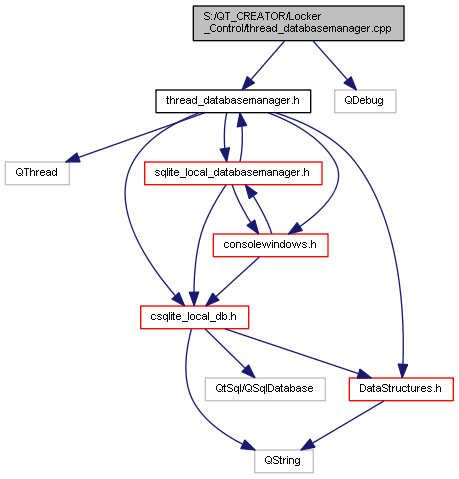 S:/QT_CREATOR/Locker
_Control/thread_databasemanager.cpp
thread_databasemanager.h
QDebug
QThread
sqlite_local_databasemanager.h
consolewindows.h
csqlite_local_db.h
QtSql/QSqlDatabase
DataStructures.h
QString